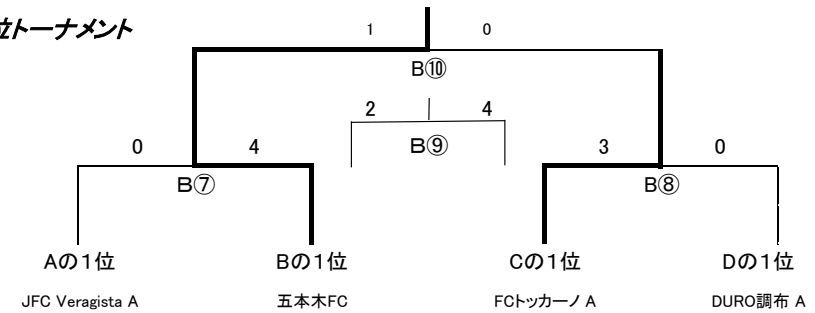 位トーナメント
1 0
B⑩
2 4
0 4 B⑨ 3 0
B⑦ B⑧
Aの1位 Bの1位 Cの1位 Dの1位
JFC Veragista A 五本木FC FCトッカーノ A DURO調布 A